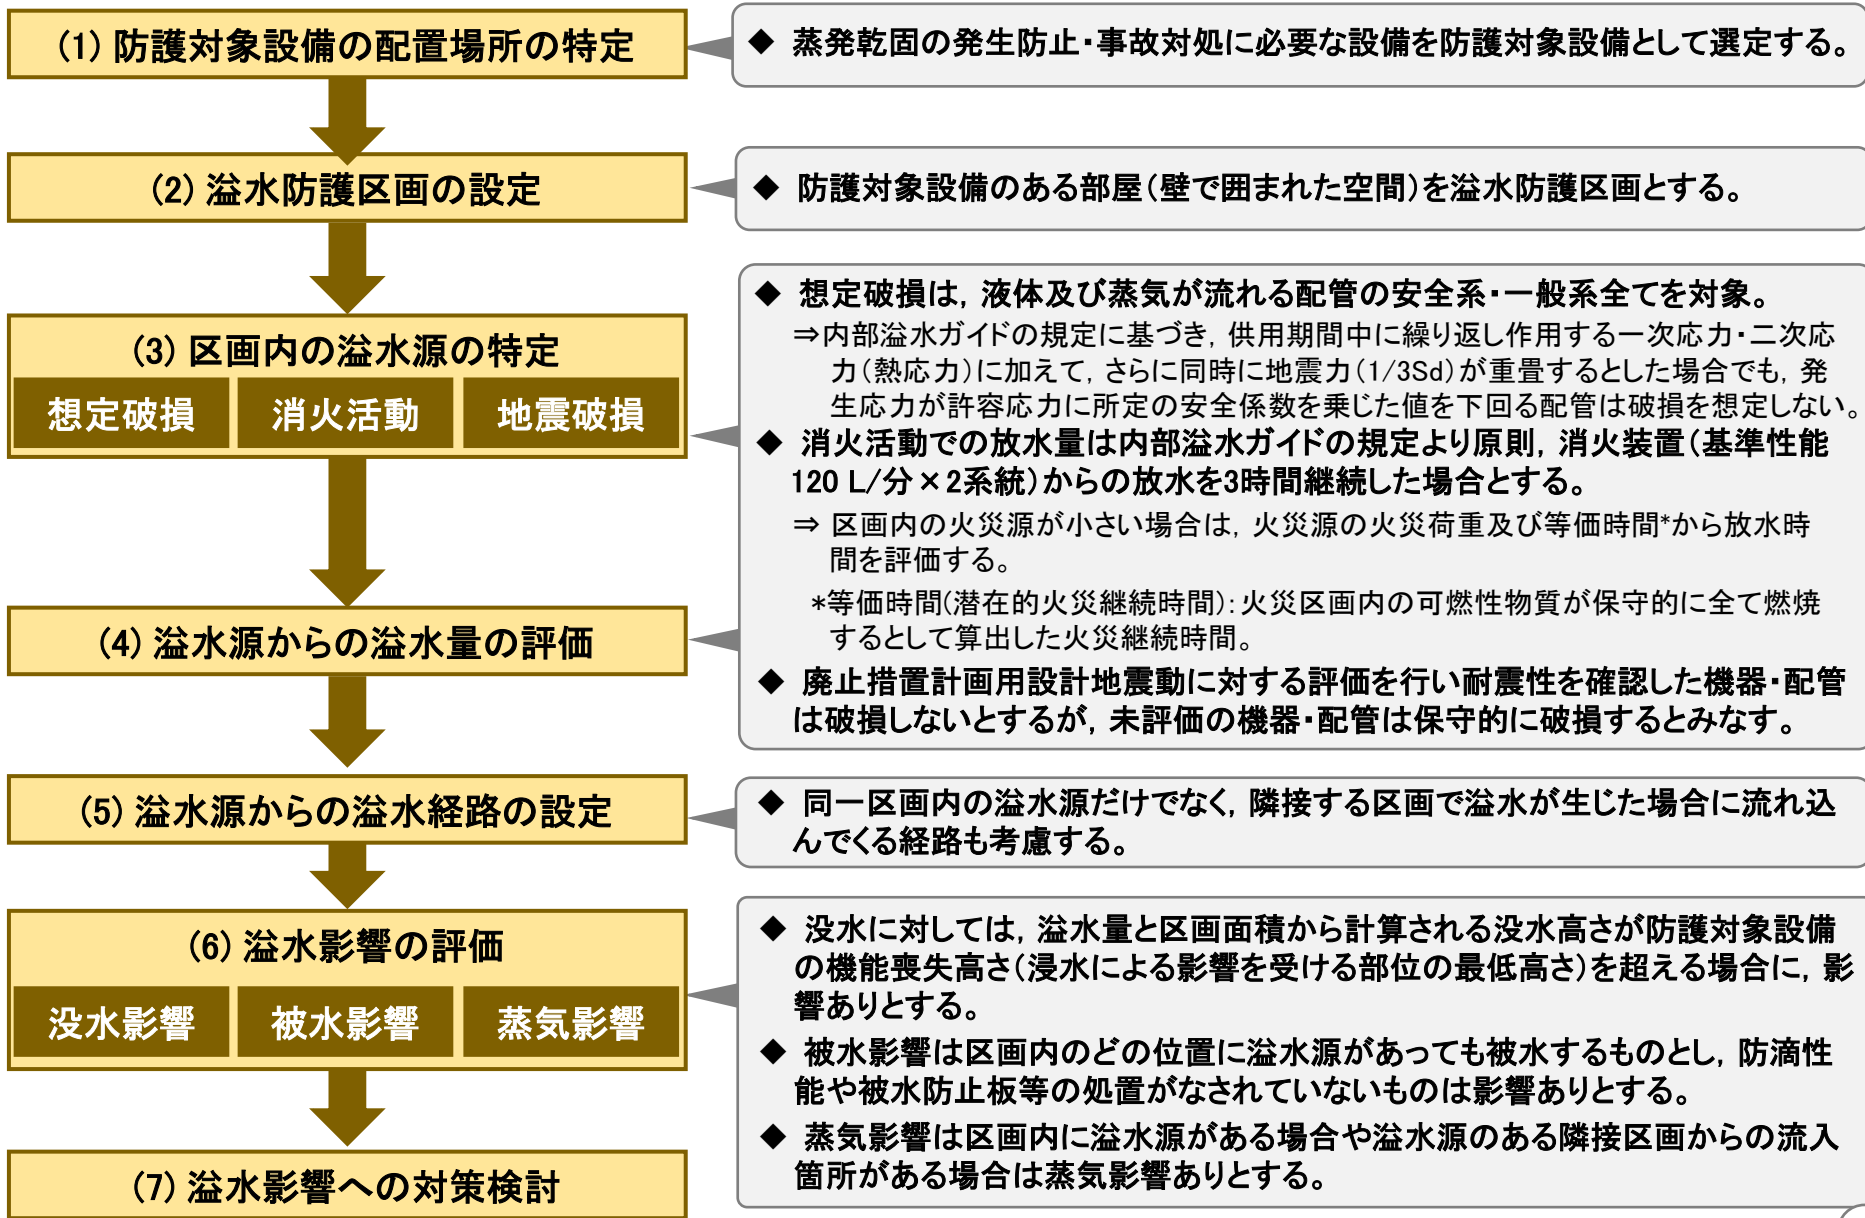 (1) 防護対象設備の配置場所の特定
◆ 蒸発乾固の発生防止・事故対処に必要な設備を防護対象設備として選定する。
(2) 溢水防護区画の設定
◆ 防護対象設備のある部屋（壁で囲まれた空間）を溢水防護区画とする。
(3) 区画内の溢水源の特定
想定破損 消火活動 地震破損
(4) 溢水源からの溢水量の評価
◆ 想定破損は，液体及び蒸気が流れる配管の安全系・一般系全てを対象。
⇒内部溢水ガイドの規定に基づき，供用期間中に繰り返し作用する一次応力・二次応
力（熱応力）に加えて，さらに同時に地震力（1/3Sd）が重畳するとした場合でも，発
生応力が許容応力に所定の安全係数を乗じた値を下回る配管は破損を想定しない。
◆ 消火活動での放水量は内部溢水ガイドの規定より原則，消火装置（基準性能
120 L/分×2系統）からの放水を3時間継続した場合とする。
⇒ 区画内の火災源が小さい場合は，火災源の火災荷重及び等価時間*から放水時
間を評価する。
*等価時間(潜在的火災継続時間)：火災区画内の可燃性物質が保守的に全て燃焼
するとして算出した火災継続時間。
◆ 廃止措置計画用設計地震動に対する評価を行い耐震性を確認した機器・配管
は破損しないとするが，未評価の機器・配管は保守的に破損するとみなす。
(5) 溢水源からの溢水経路の設定
◆ 同一区画内の溢水源だけでなく，隣接する区画で溢水が生じた場合に流れ込
んでくる経路も考慮する。
(6) 溢水影響の評価
没水影響 被水影響 蒸気影響
◆ 没水に対しては，溢水量と区画面積から計算される没水高さが防護対象設備
の機能喪失高さ（浸水による影響を受ける部位の最低高さ）を超える場合に，影
響ありとする。
◆ 被水影響は区画内のどの位置に溢水源があっても被水するものとし，防滴性
能や被水防止板等の処置がなされていないものは影響ありとする。
◆ 蒸気影響は区画内に溢水源がある場合や溢水源のある隣接区画からの流入
箇所がある場合は蒸気影響ありとする。
(7) 溢水影響への対策検討